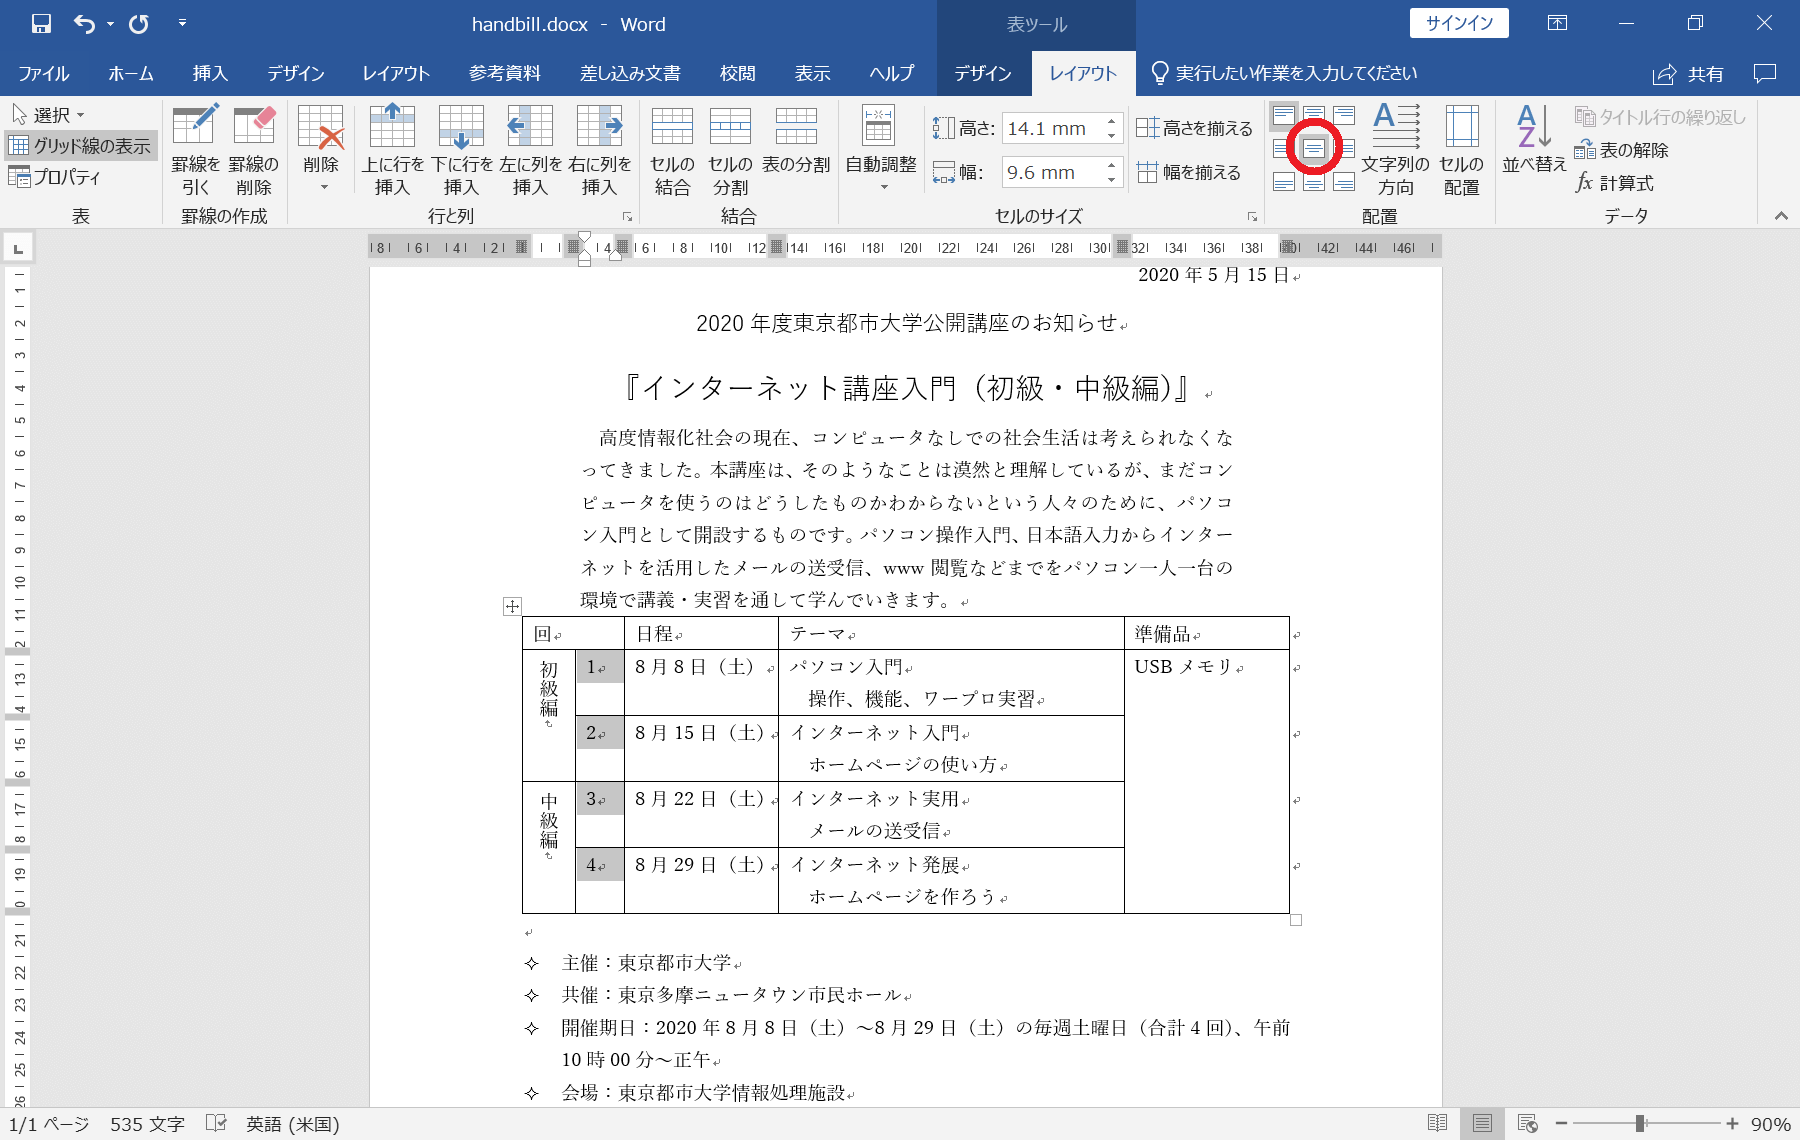 handbill.docx - Word
表ツール
サインイン
ファイル ホーム 挿入 デザイン レイアウト 参考資料 差し込み文書 校閲 表示 ヘルプ デザイン レイアウト 実行したい作業を入力してください 共有
選択
グリッド線の表示
プロパティ
表
罫線を引く
罫線の削除
罫線の作成
削除
上に行を挿入
下に行を挿入
左に列を挿入
右に列を挿入
行と列
セルの結合
セルの分割
表の分割
結合
自動調整
高さ: 14.1 mm
幅: 9.6 mm
高さを揃える
幅を揃える
セルのサイズ
文字列の方向
セルの配置
配置
並べ替え
タイトル行の繰り返し
表の解除
fx 計算式
データ
8 6 4 2 4 6 8 10 12 14 16 18 20 22 24 26 28 30 32 34 36 38 40 42 44 46
2020 年 5 月 15 日
2020 年度東京都市大学公開講座のお知らせ
『インターネット講座入門（初級・中級編）』
高度情報化社会の現在、コンピュータなしでの社会生活は考えられなくな
ってきました。本講座は、そのようなことは漠然と理解しているが、まだコン
ピュータを使うのはどうしたものかわからないという人々のために、パソコ
ン入門として開設するものです。パソコン操作入門、日本語入力からインター
ネットを活用したメールの送受信、www 閲覧などまでをパソコン一人一台の
環境で講義・実習を通して学んでいきます。
回 日程 テーマ 準備品
初級編
1 8 月 8 日（土） パソコン入門 USB メモリ
操作、機能、ワープロ実習
2 8 月 15 日（土） インターネット入門
ホームページの使い方
中級編
3 8 月 22 日（土） インターネット実用
メールの送受信
4 8 月 29 日（土） インターネット発展
ホームページを作ろう
主催：東京都市大学
共催：東京多摩ニュータウン市民ホール
開催期日：2020 年 8 月 8 日（土）～8 月 29 日（土）の毎週土曜日（合計 4 回）、午前
10 時 00 分～正午
会場：東京都市大学情報処理施設
1/1 ページ 535 文字 英語 (米国) 90%